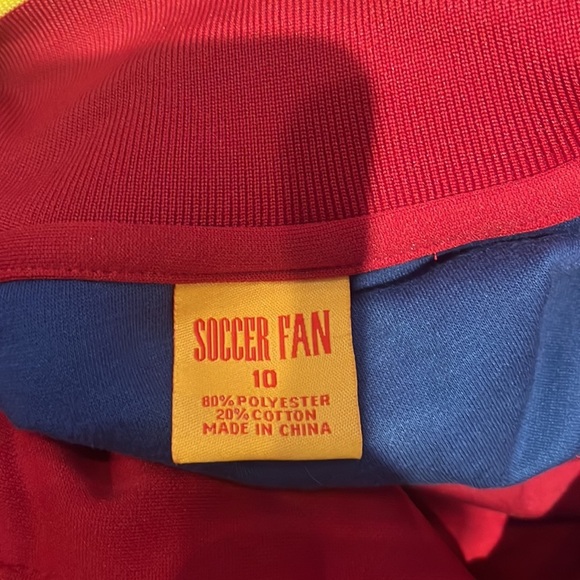 SOCCER FAN
10
80% POLYESTER
20% COTTON
MADE IN CHINA